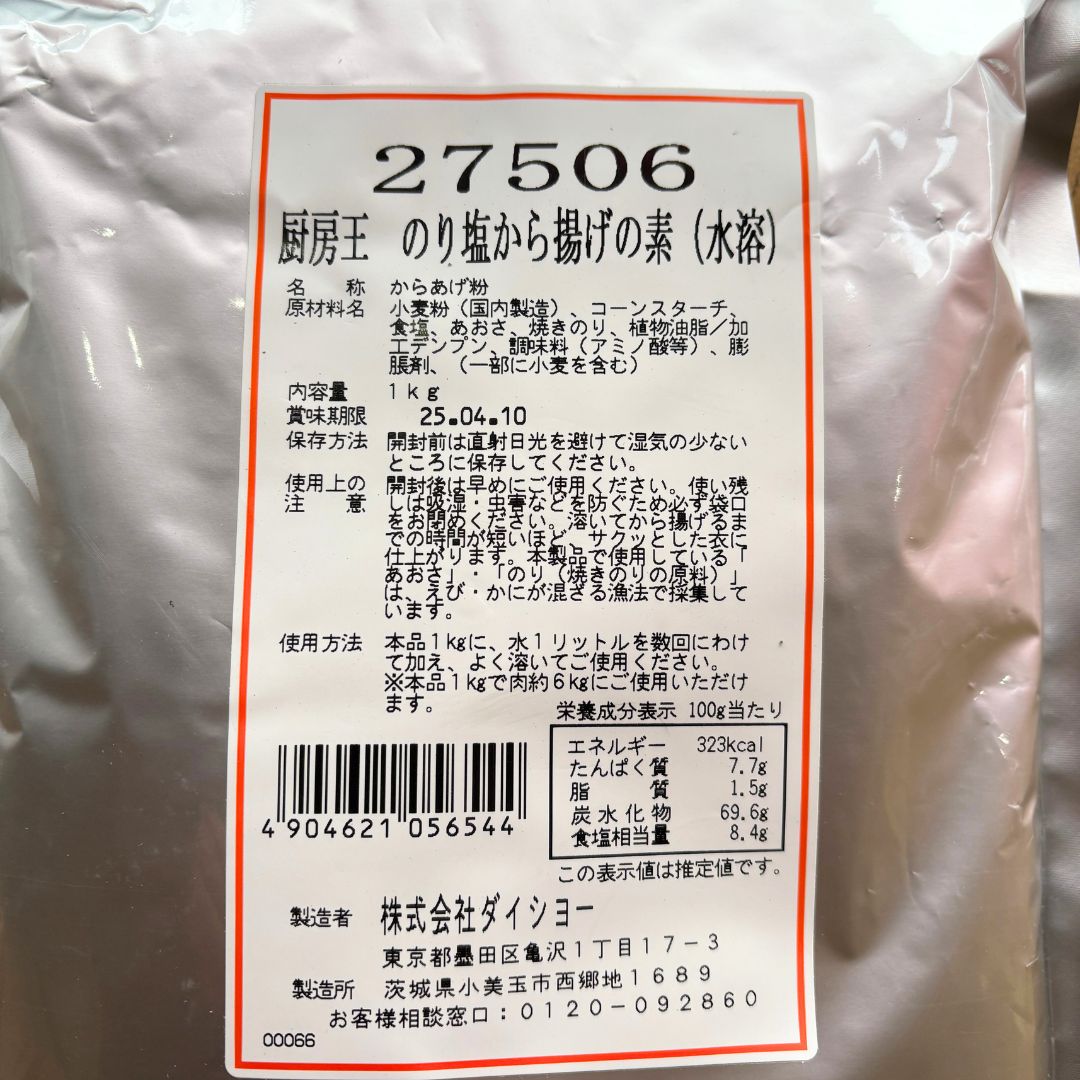 27506
厨房王 のり塩から揚げの素（水溶）
名称 からあげ粉
原材料名 小麦粉（国内製造）、コーンスターチ、
食塩、あおさ、焼きのり、植物油脂／加
工デンプン、調味料（アミノ酸等）、膨
脹剤、（一部に小麦を含む）
内容量 1kg
賞味期限 25.04.10
保存方法 開封前は直射日光を避けて湿気の少ない
ところに保存してください。
使用上の 開封後は早めにご使用ください。使い残
注意 しは吸湿・虫害などを防ぐため必ず袋口
をお閉めください。溶いてから揚げるま
での時間が短いほど、サクッとした衣に
仕上がります。本製品で使用している「
あおさ」・「のり（焼きのりの原料）」
は、えび・かにが混ざる漁法で採集して
います。
使用方法 本品1kgに、水1リットルを数回にわけ
て加え、よく溶いてご使用ください。
※本品1kgで肉約6kgにご使用いただけ
ます。
栄養成分表示 100g当たり
エネルギー 323kcal
たんぱく質 7.7g
脂質 1.5g
炭水化物 69.6g
食塩相当量 8.4g
この表示値は推定値です。
4 904621 056544
製造者 株式会社ダイショー
東京都墨田区亀沢1丁目17-3
製造所 茨城県小美玉市西郷地1689
お客様相談窓口：0120-092860
00066